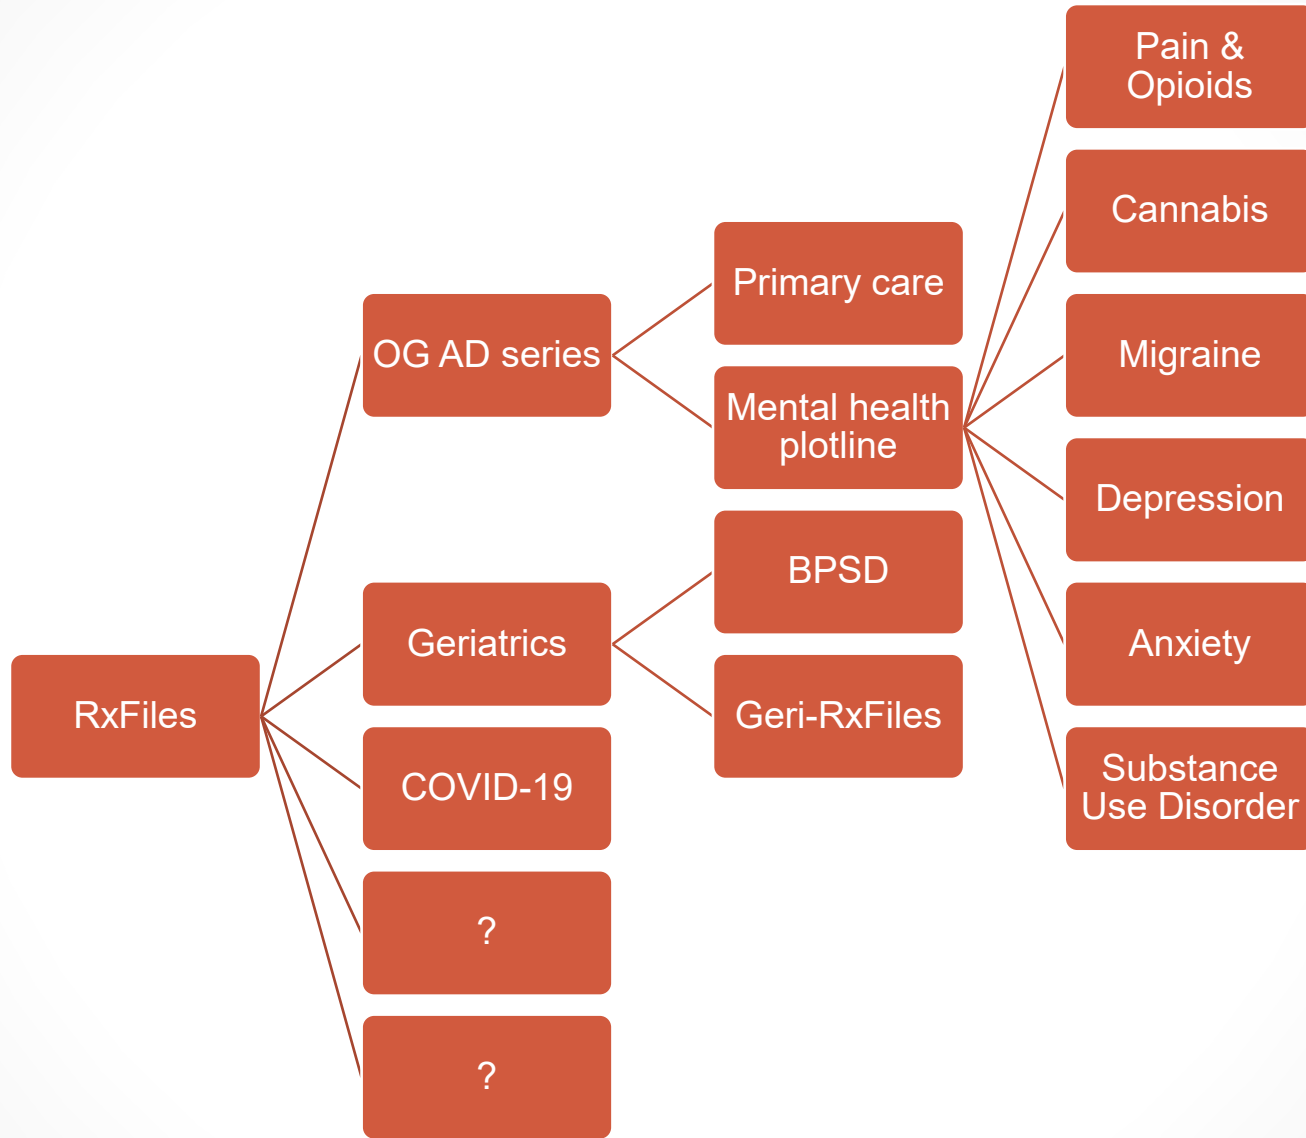 RxFiles
OG AD series
Geriatrics
COVID-19
?
?
Primary care
Mental health
plotline
BPSD
Geri-RxFiles
Pain &
Opioids
Cannabis
Migraine
Depression
Anxiety
Substance
Use Disorder